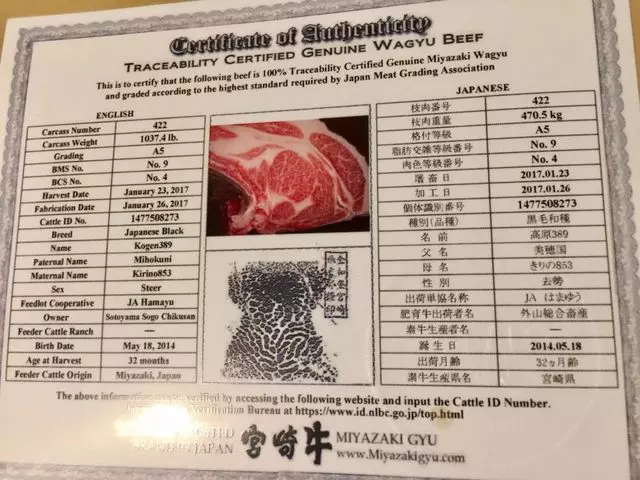 Certificate of Authenticity
TRACEABILITY CERTIFIED GENUINE WAGYU BEEF
This is to certify that the following beef is 100% Traceability Certified Genuine Miyazaki Wagyu
and graded according to the highest standard required by Japan Meat Grading Association
ENGLISH
Carcass Number 422
Carcass Weight 1037.4 lb.
Grading A5
BMS No. No. 9
BCS No. No. 4
Harvest Date January 23, 2017
Fabrication Date January 26, 2017
Cattle ID No. 1477508273
Breed Japanese Black
Name Kogen389
Paternal Name Mihokuni
Maternal Name Kirino853
Sex Steer
Feedlot Cooperative JA Hamayu
Owner Sotoyama Sogo Chikusan
Feeder Cattle Ranch —
Birth Date May 18, 2014
Age at Harvest 32 months
Feeder Cattle Origin Miyazaki, Japan
JAPANESE
枝肉番号 422
枝肉重量 470.5 kg
格付等級 A5
脂肪交雑等級番号 No. 9
肉色等級番号 No. 4
屠畜日 2017.01.23
加工日 2017.01.26
個体識別番号 1477508273
種別(品種) 黒毛和種
名前 高原389
父名 美穂国
母名 きりの853
性別 去勢
出荷単協名称 JA はまゆう
肥育牛出荷者名 外山総合畜産
素牛生産者名 —
誕生日 2014.05.18
出荷月齢 32ヵ月齢
素牛生産県名 宮崎県
The above information can be verified by accessing the following website and input the Cattle ID Number.
Verification Bureau at https://www.id.nlbc.go.jp/top.html
JAPAN
宮崎牛
MIYAZAKI GYU
www.Miyazakigyu.com